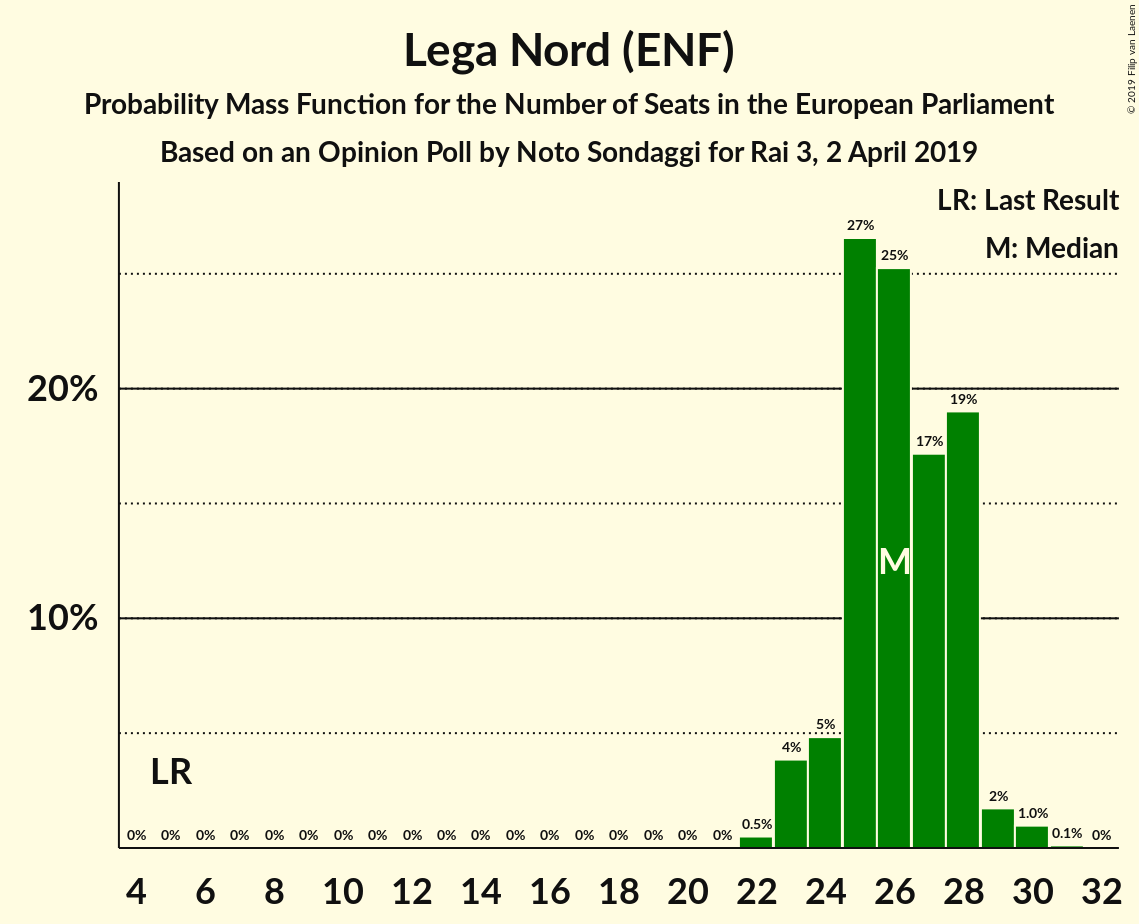 © 2019 Filip van Laenen
Lega Nord (ENF)
Probability Mass Function for the Number of Seats in the European Parliament
Based on an Opinion Poll by Noto Sondaggi for Rai 3, 2 April 2019
LR: Last Result
M: Median
27%
25%
20%
19%
17%
M
10%
5%
4%
LR
2%
1.0%
0% 0% 0% 0% 0% 0% 0% 0% 0% 0% 0% 0% 0% 0% 0% 0% 0% 0% 0.5% 0.1% 0%
4 6 8 10 12 14 16 18 20 22 24 26 28 30 32